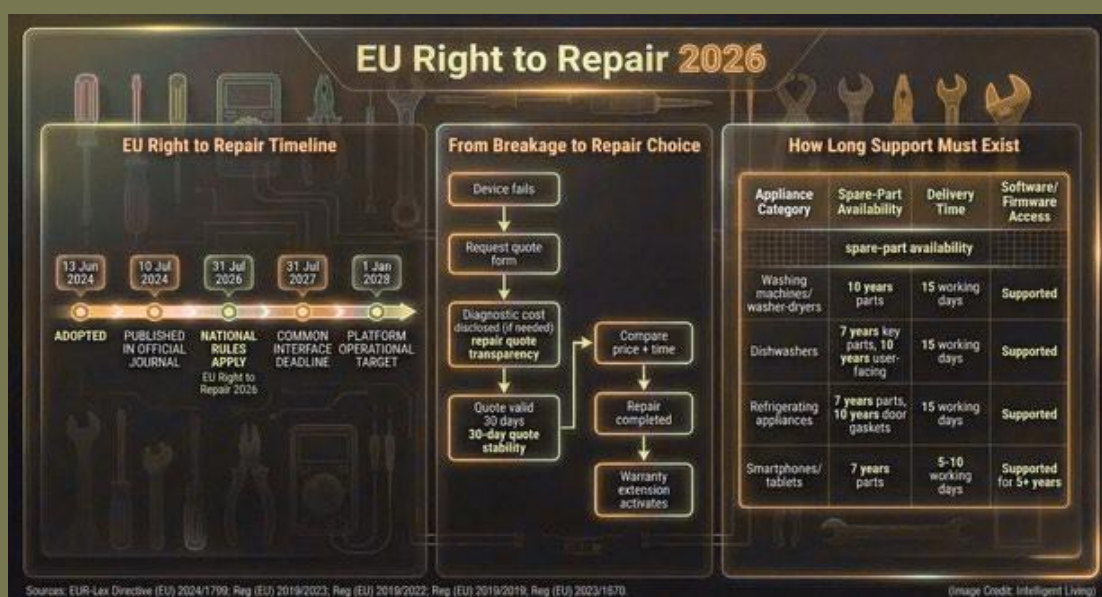 EU Right to Repair 2026
EU Right to Repair Timeline
13 Jun
2024
10 Jul
2024
31 Jul
2026
31 Jul
2027
1 Jan
2028
ADOPTED
PUBLISHED
IN OFFICIAL
JOURNAL
NATIONAL
RULES
APPLY
EU Right to
Repair 2026
COMMON
INTERFACE
DEADLINE
PLATFORM
OPERATIONAL
TARGET
From Breakage to Repair Choice
Device fails
Request quote
form
Diagnostic cost
disclosed (if needed)
repair quote
transparency
Quote valid
30 days
30-day quote
stability
Compare
price + time
Repair
completed
Warranty
extension
activates
How Long Support Must Exist
Appliance
Category
Spare-Part
Availability
Delivery
Time
Software/
Firmware
Access
spare-part availability
Washing
machines/
washer-dryers
10 years
parts
15 working
days
Supported
Dishwashers
7 years key
parts, 10
years user-
facing
15 working
days
Supported
Refrigerating
appliances
7 years parts,
10 years door
gaskets
15 working
days
Supported
Smartphones/
tablets
7 years
parts
5-10
working
days
Supported
for 5+ years
Sources: EUR-Lex Directive (EU) 2024/1799; Reg (EU) 2019/2023; Reg (EU) 2019/2022; Reg (EU) 2019/2019; Reg (EU) 2023/1670.
(Image Credit: Intelligent Living)